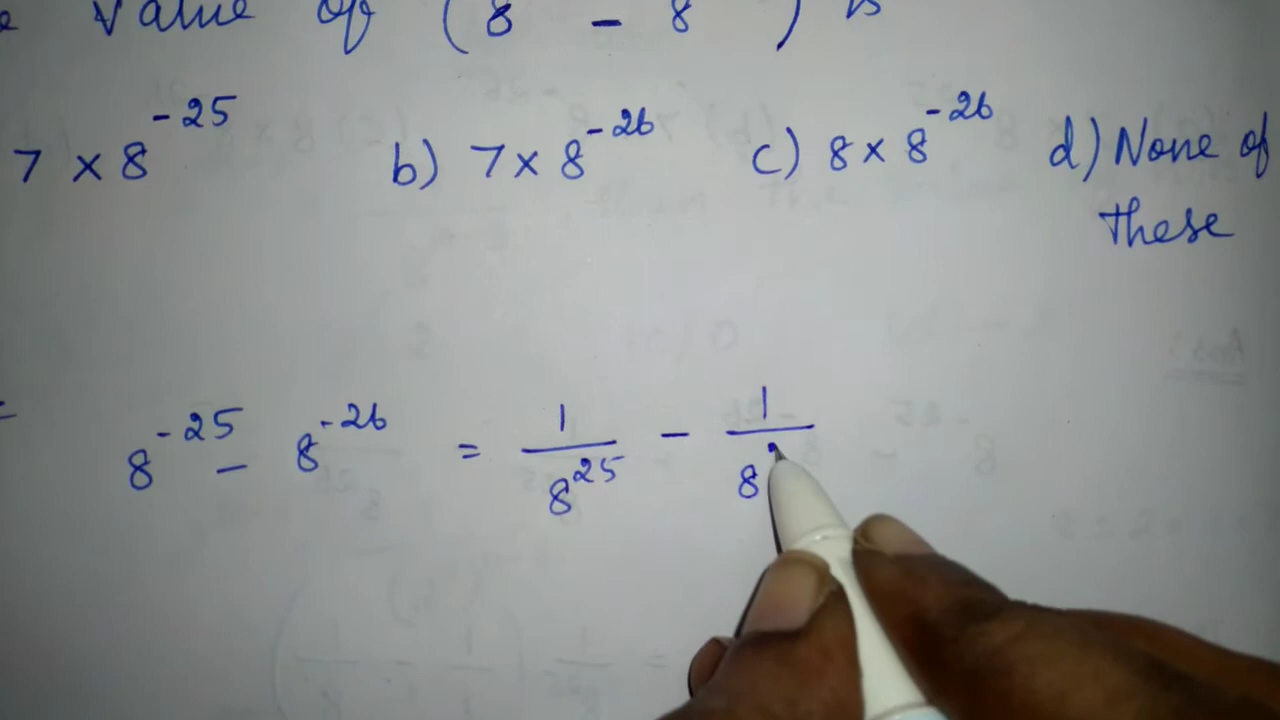 Value of (8 - 8) is
7 × 8^-25 b) 7 × 8^-26 c) 8 × 8^-26 d) None of
these
8^-25 - 8^-26 = 1/8^25 - 1/8